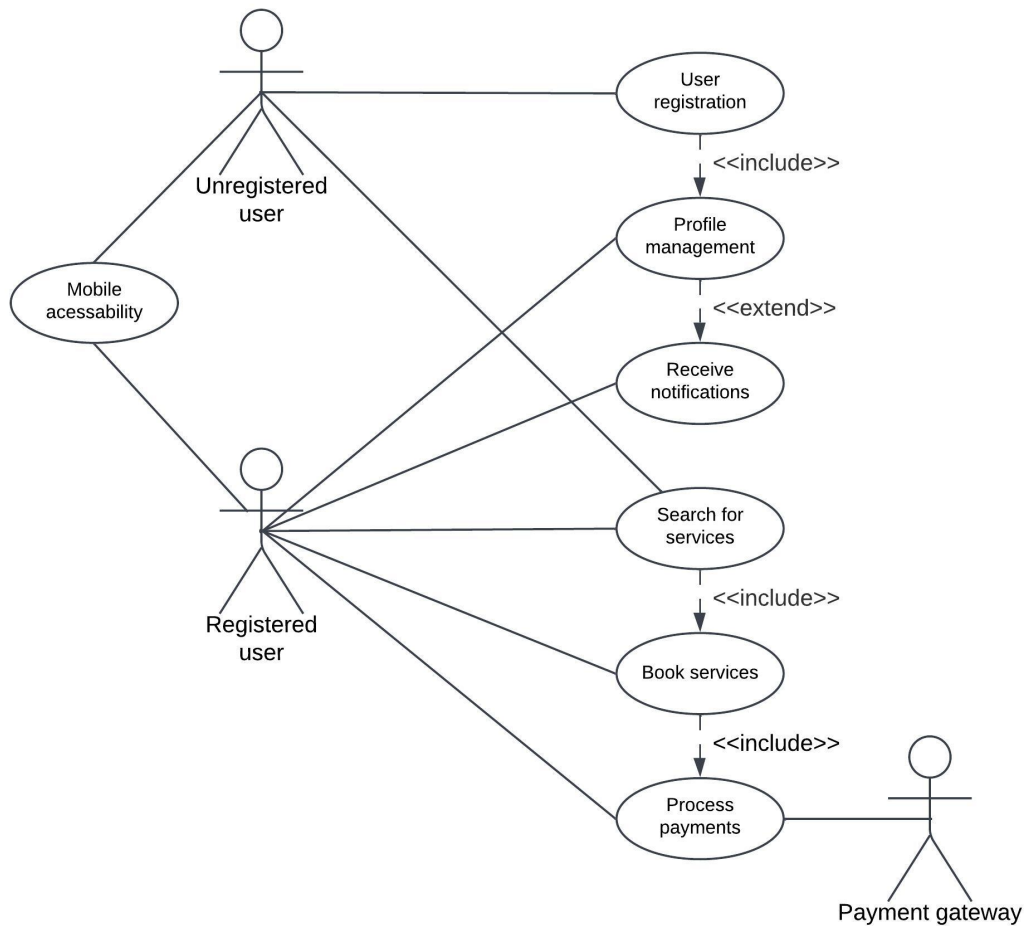 User
registration
<<include>>
Unregistered
user
Profile
management
Mobile
acessability
<<extend>>
Receive
notifications
Search for
services
<<include>>
Registered
user
Book services
<<include>>
Process
payments
Payment gateway